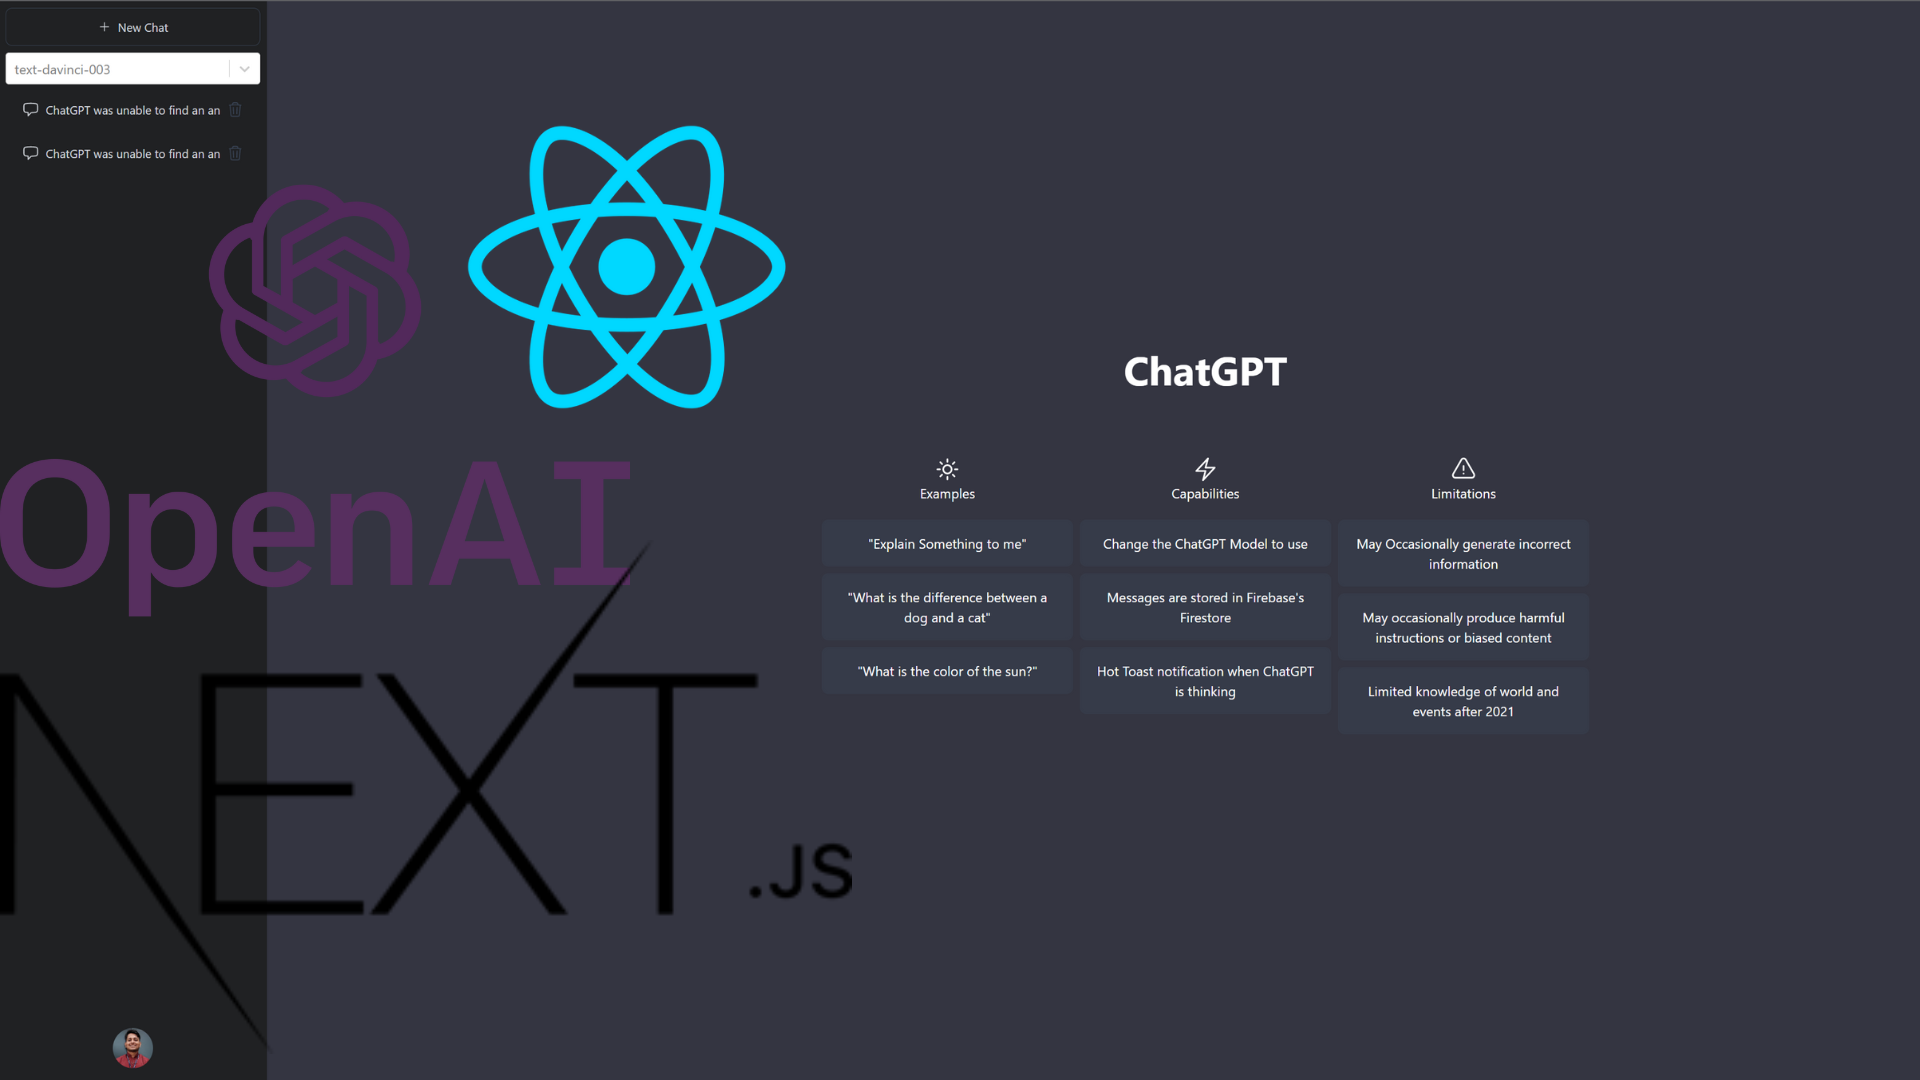 New Chat
text-davinci-003
ChatGPT was unable to find an an
ChatGPT was unable to find an an
OpenAI
NEXT
.JS
ChatGPT
Examples
"Explain Something to me"
"What is the difference between a
dog and a cat"
"What is the color of the sun?"
Capabilities
Change the ChatGPT Model to use
Messages are stored in Firebase's
Firestore
Hot Toast notification when ChatGPT
is thinking
Limitations
May Occasionally generate incorrect
information
May occasionally produce harmful
instructions or biased content
Limited knowledge of world and
events after 2021